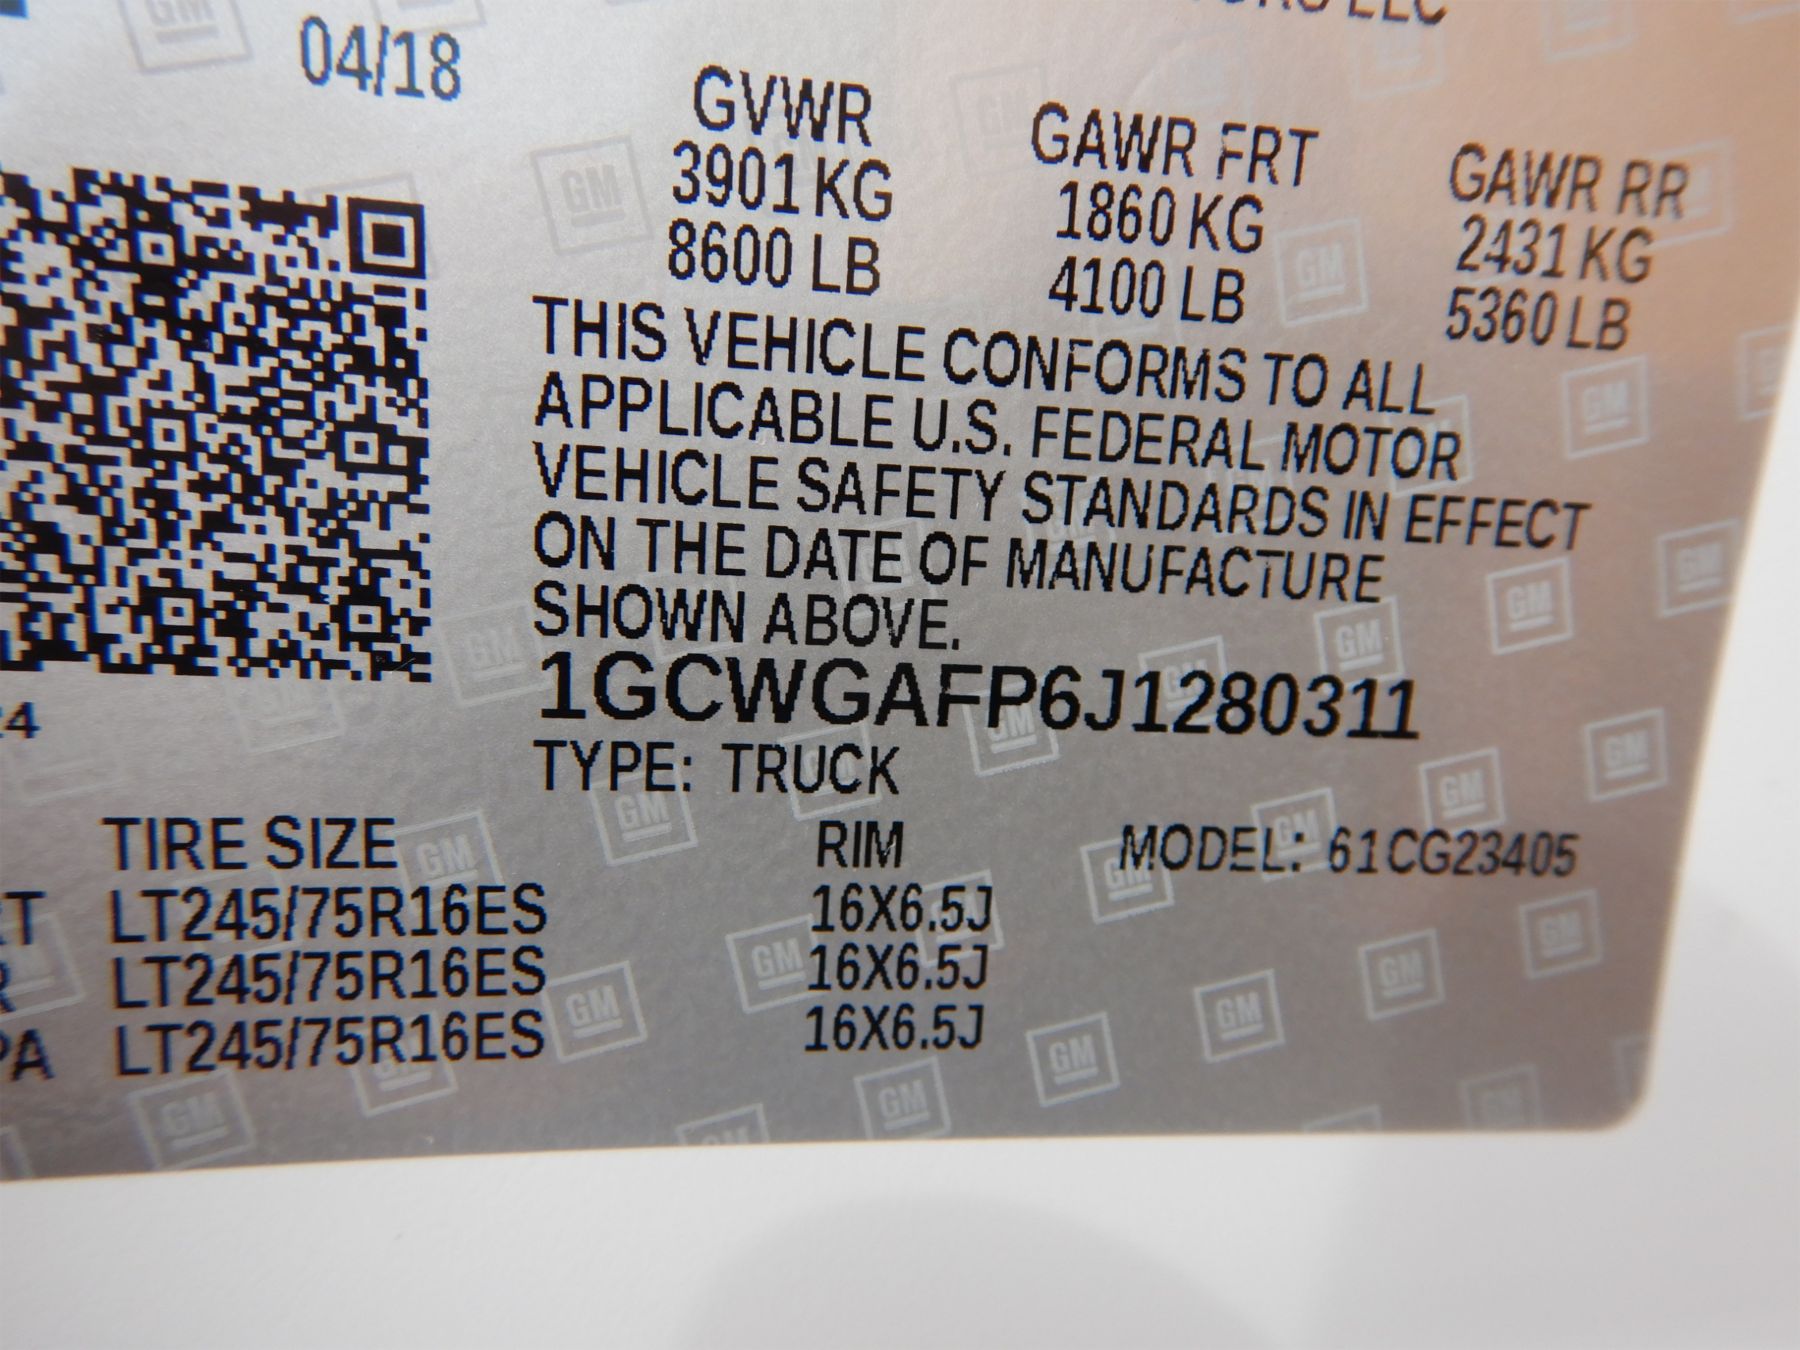 04/18
GVWR GAWR FRT GAWR RR
3901 KG 1860 KG 2431 KG
8600 LB 4100 LB 5360 LB
THIS VEHICLE CONFORMS TO ALL
APPLICABLE U.S. FEDERAL MOTOR
VEHICLE SAFETY STANDARDS IN EFFECT
ON THE DATE OF MANUFACTURE
SHOWN ABOVE.
1GCWGAFP6J1280311
TYPE: TRUCK
TIRE SIZE RIM MODEL: 61CG23405
LT245/75R16ES 16X6.5J
LT245/75R16ES 16X6.5J
LT245/75R16ES 16X6.5J
GM